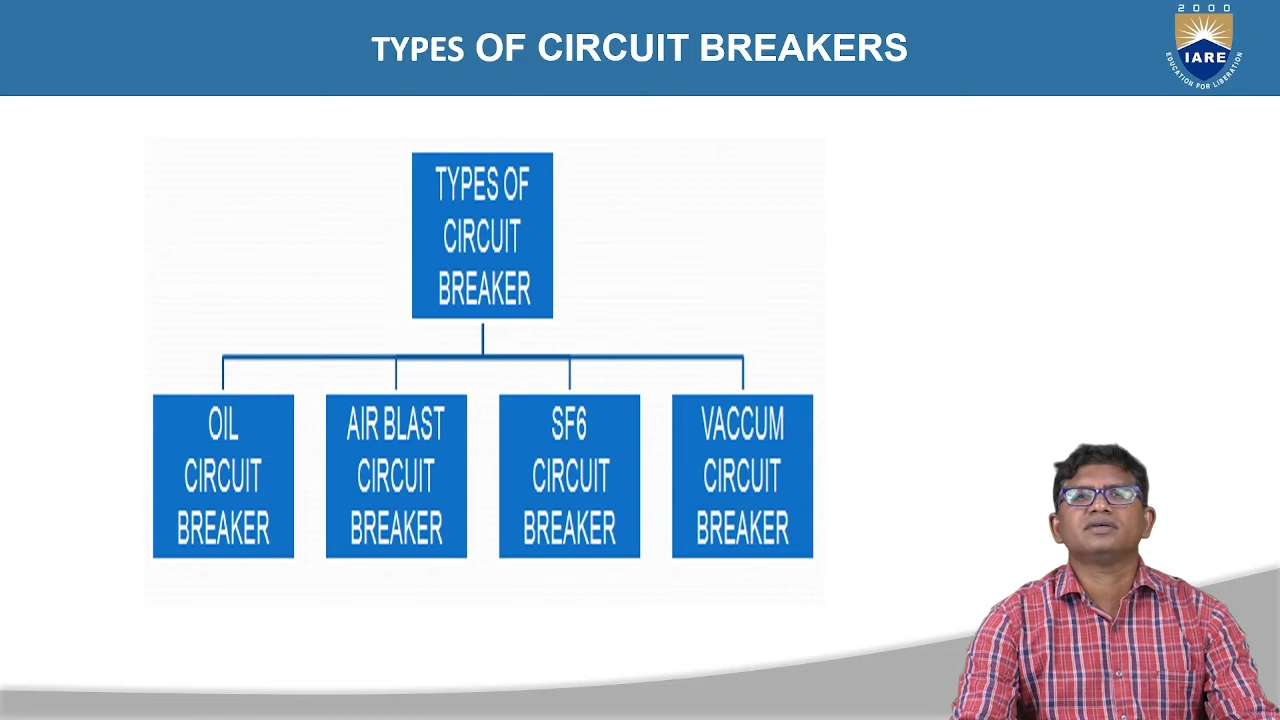 TYPES OF CIRCUIT BREAKERS
2000
IARE
EDUCATION FOR LIBERATION
TYPES OF
CIRCUIT
BREAKER
OIL
CIRCUIT
BREAKER
AIR BLAST
CIRCUIT
BREAKER
SF6
CIRCUIT
BREAKER
VACCUM
CIRCUIT
BREAKER